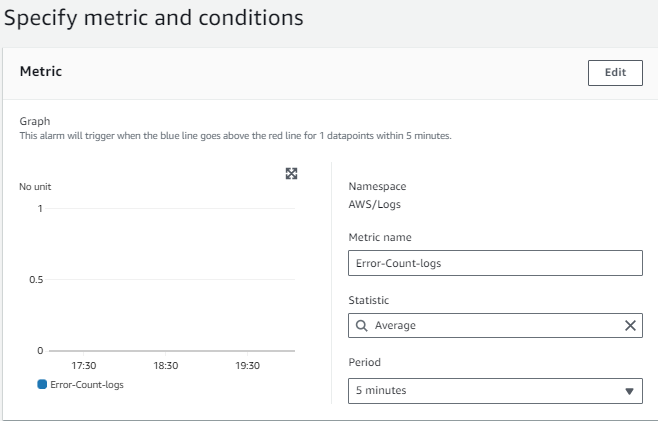 Specify metric and conditions
Metric
Edit
Graph
This alarm will trigger when the blue line goes above the red line for 1 datapoints within 5 minutes.
No unit
1
0.5
0
17:30 18:30 19:30
Error-Count-logs
Namespace
AWS/Logs
Metric name
Error-Count-logs
Statistic
Average
Period
5 minutes